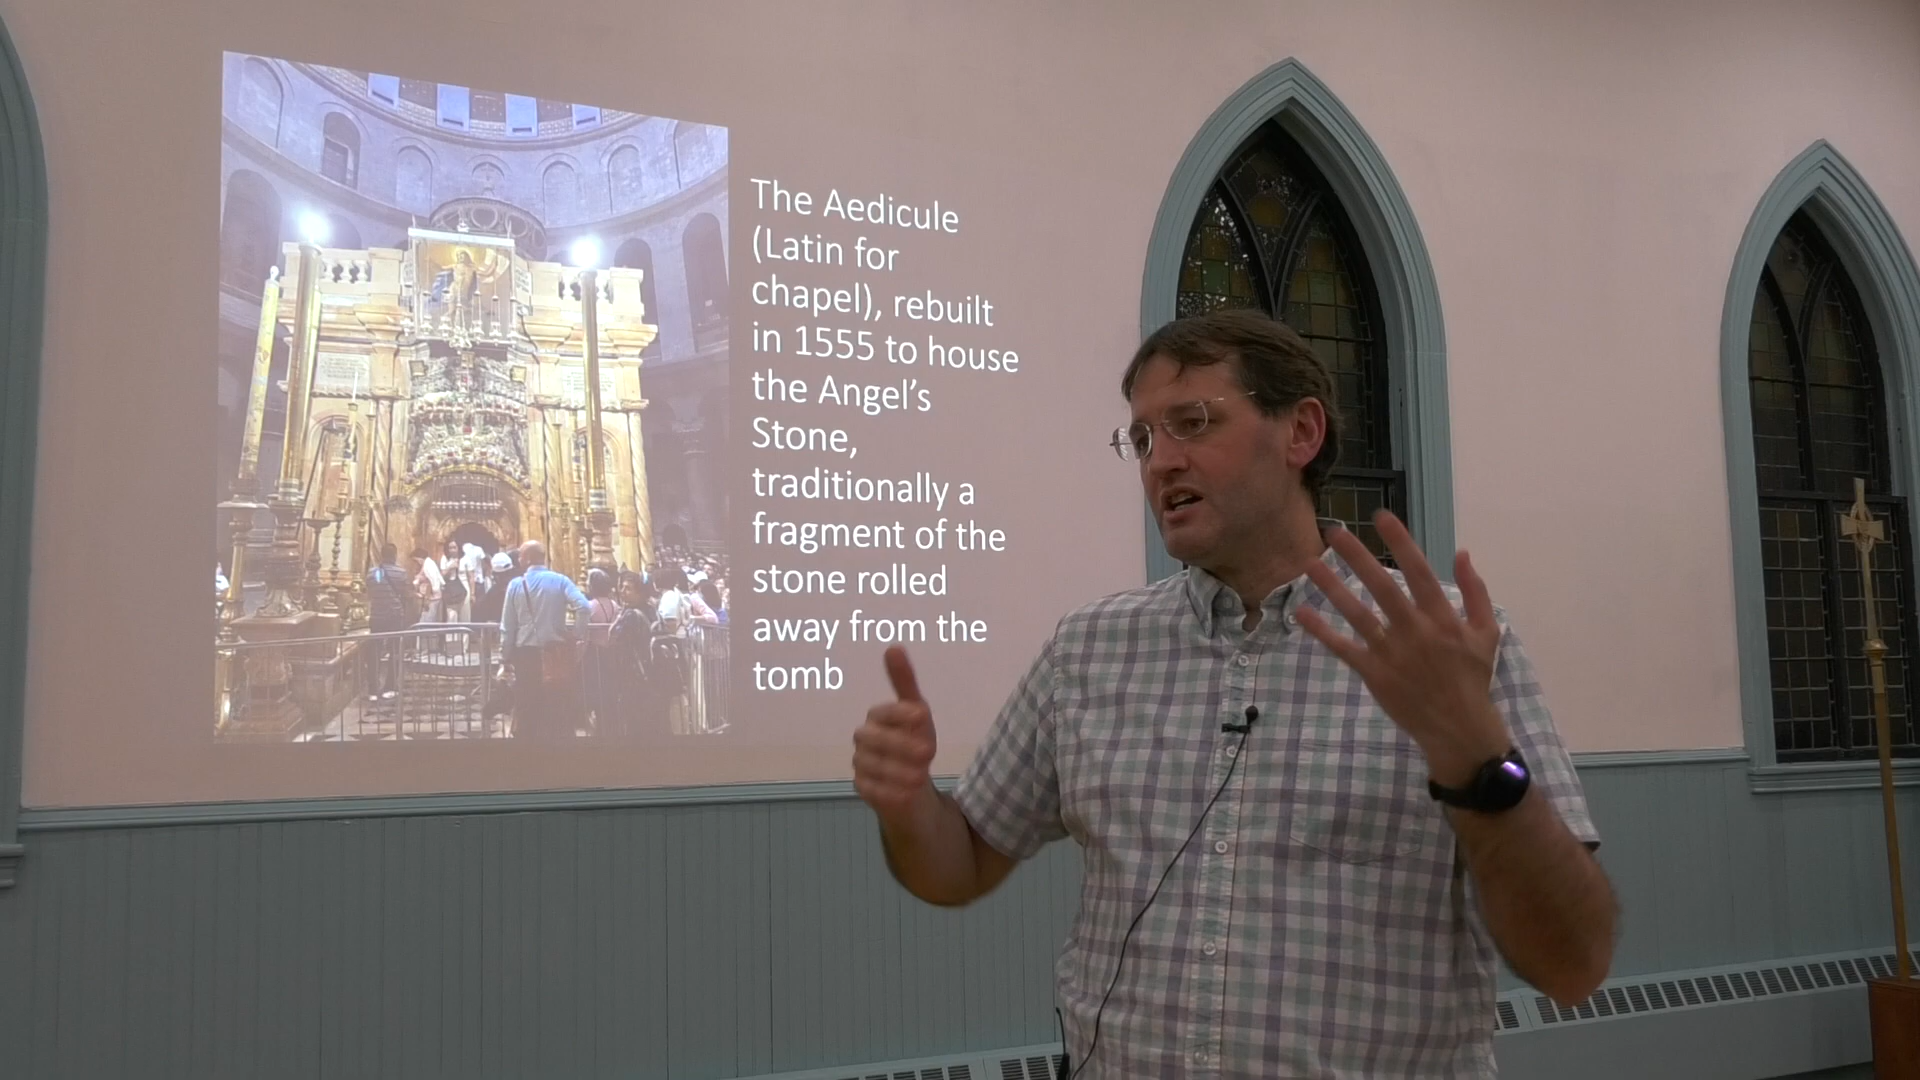 The Aedicule
(Latin for
chapel), rebuilt
in 1555 to house
the Angel’s
Stone,
traditionally a
fragment of the
stone rolled
away from the
tomb